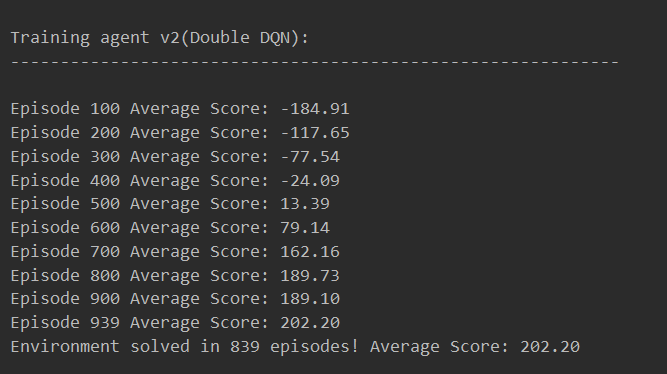 Training agent v2(Double DQN):
-------------------------------------------------------------
Episode 100 Average Score: -184.91
Episode 200 Average Score: -117.65
Episode 300 Average Score: -77.54
Episode 400 Average Score: -24.09
Episode 500 Average Score: 13.39
Episode 600 Average Score: 79.14
Episode 700 Average Score: 162.16
Episode 800 Average Score: 189.73
Episode 900 Average Score: 189.10
Episode 939 Average Score: 202.20
Environment solved in 839 episodes! Average Score: 202.20